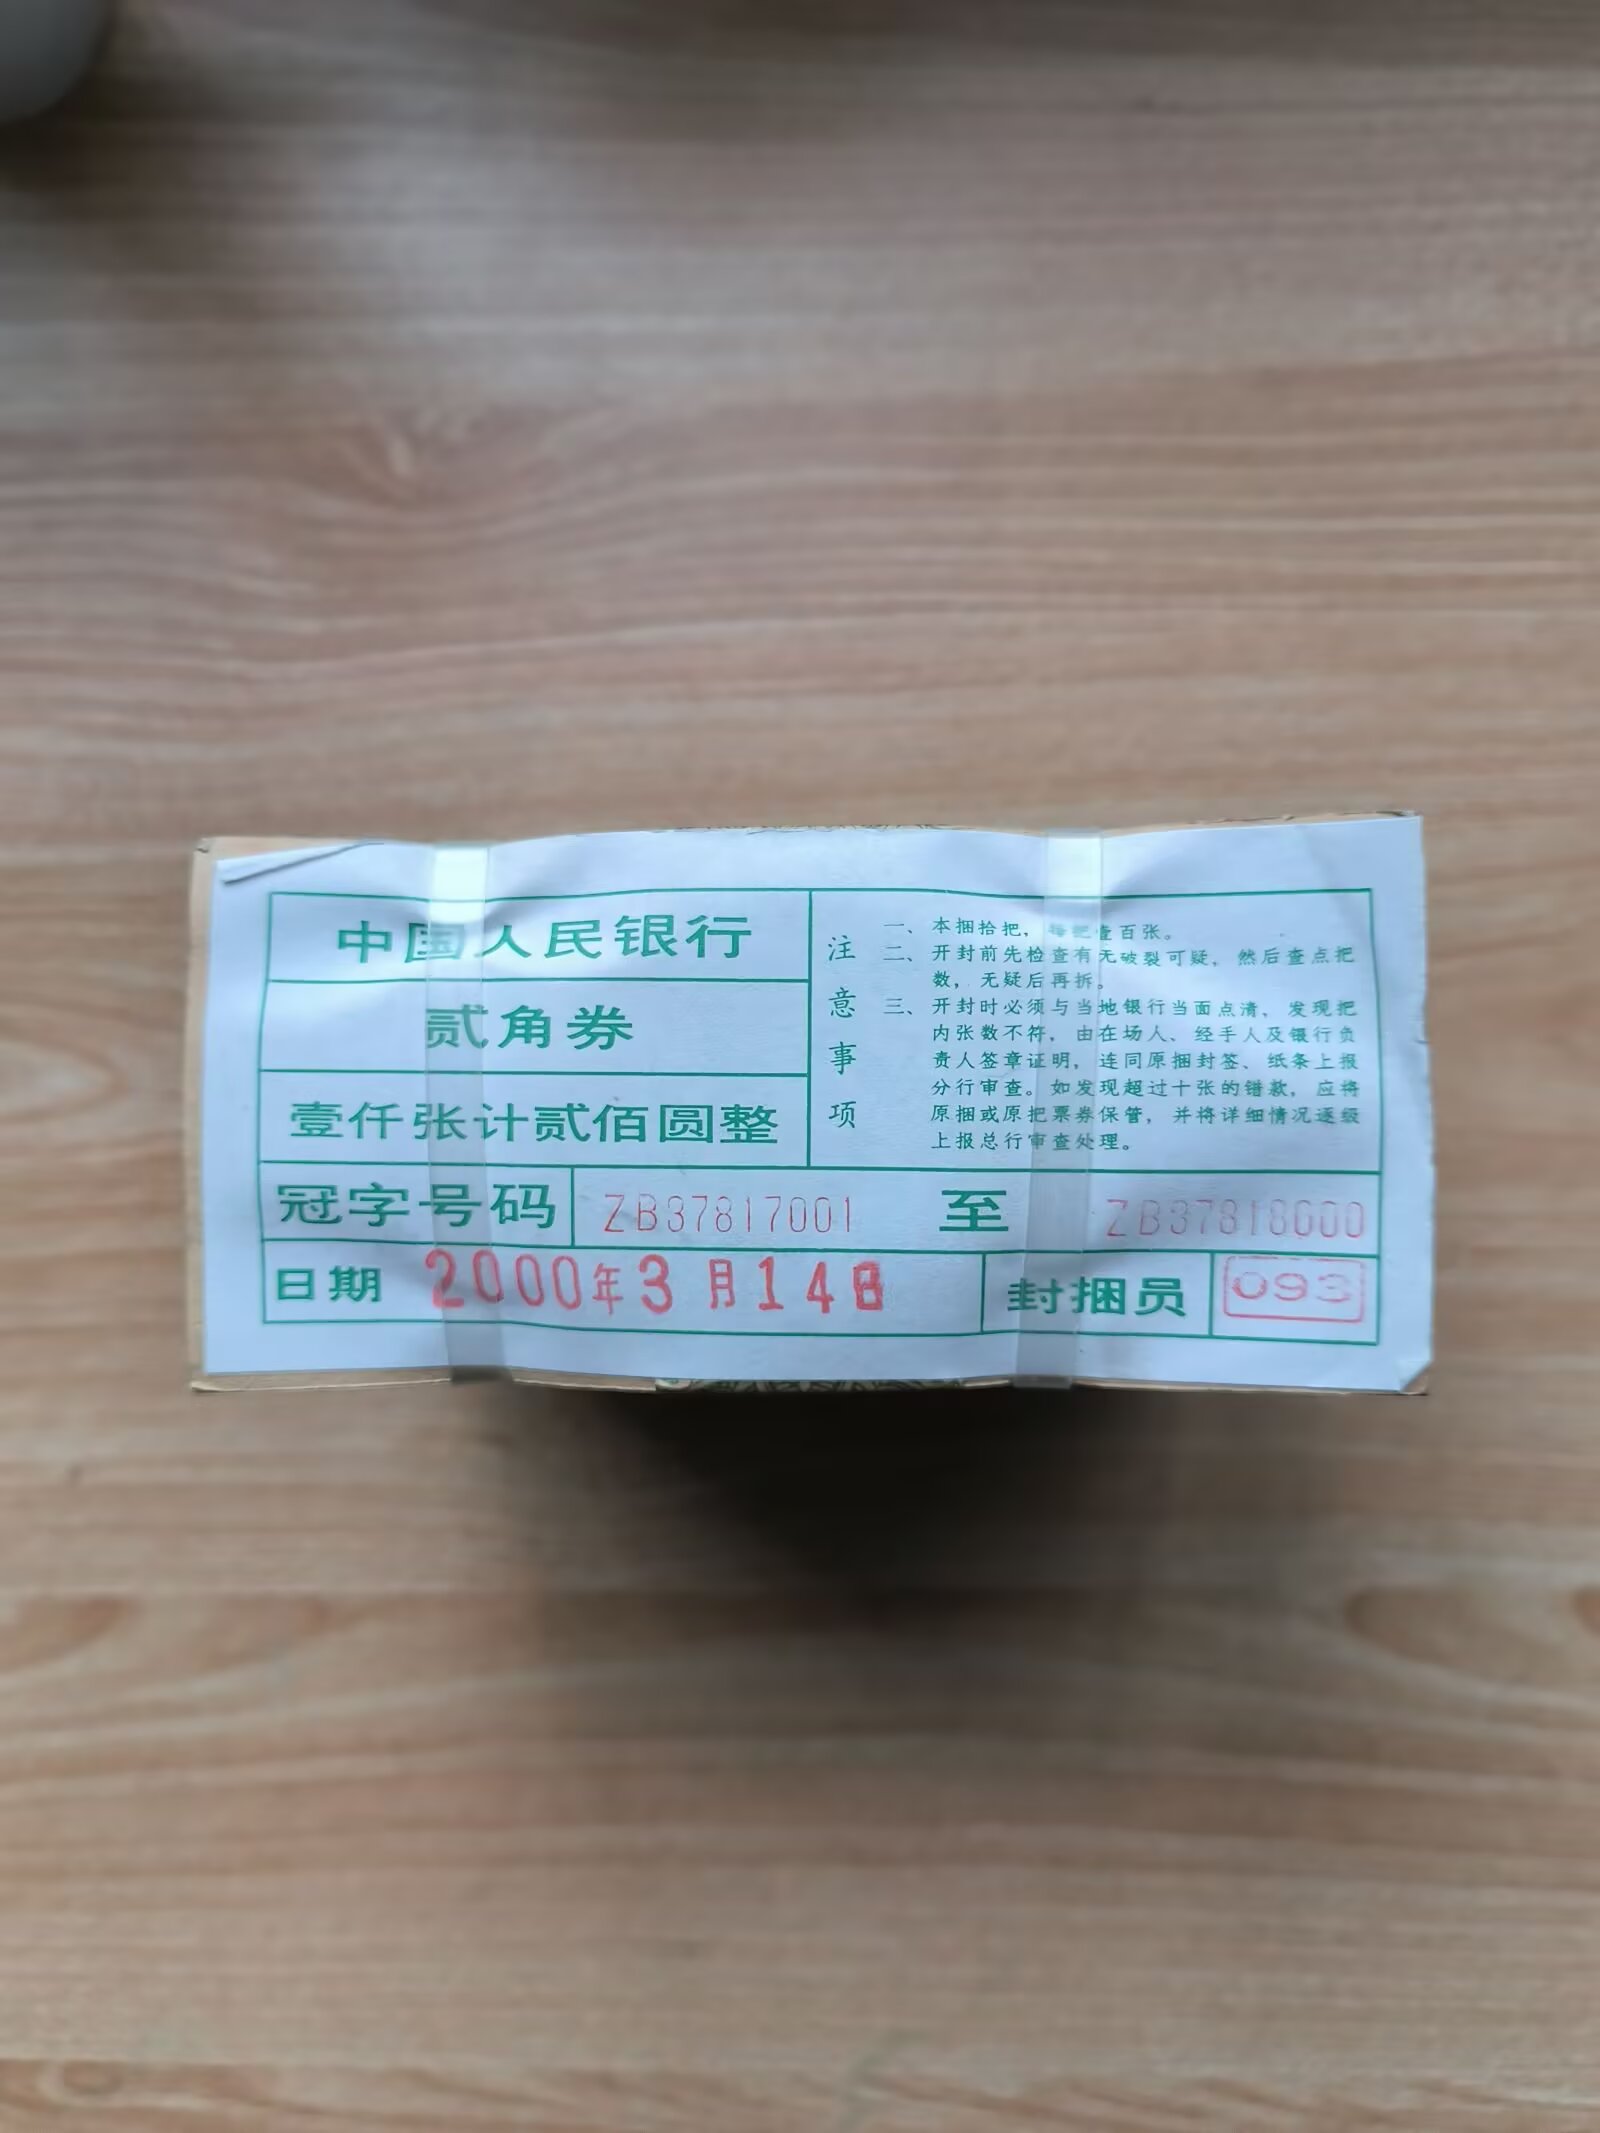 中国人民银行
贰角券
壹仟张计贰佰圆整
注意事项
一、本捆拾把，每把壹百张。
二、开封前先检查有无破裂可疑，然后查点把
数，无疑后再拆。
三、开封时必须与当地银行当面点清，发现把
内张数不符，由在场人、经手人及银行负
责人签章证明，连同原捆封签、纸条上报
分行审查。如发现超过十张的错款，应将
原捆或原把票券保管，并将详细情况逐级
上报总行审查处理。
冠字号码 ZB37817001 至 ZB37818000
日期 2000年3月14日 封捆员 093